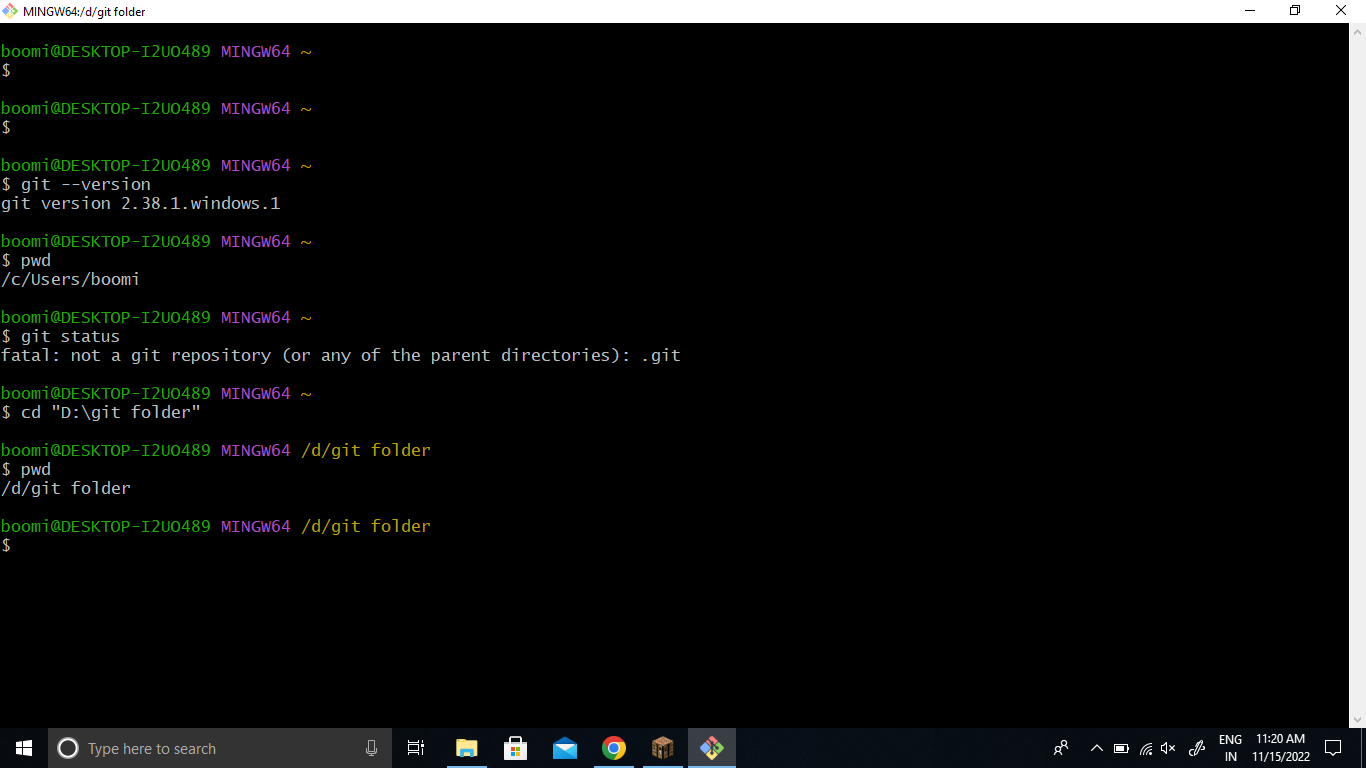 MINGW64:/d/git folder
boomi@DESKTOP-I2UO489 MINGW64 ~
$
boomi@DESKTOP-I2UO489 MINGW64 ~
$
boomi@DESKTOP-I2UO489 MINGW64 ~
$ git --version
git version 2.38.1.windows.1
boomi@DESKTOP-I2UO489 MINGW64 ~
$ pwd
/c/Users/boomi
boomi@DESKTOP-I2UO489 MINGW64 ~
$ git status
fatal: not a git repository (or any of the parent directories): .git
boomi@DESKTOP-I2UO489 MINGW64 ~
$ cd "D:\git folder"
boomi@DESKTOP-I2UO489 MINGW64 /d/git folder
$ pwd
/d/git folder
boomi@DESKTOP-I2UO489 MINGW64 /d/git folder
$
Type here to search
ENG
IN
11:20 AM
11/15/2022